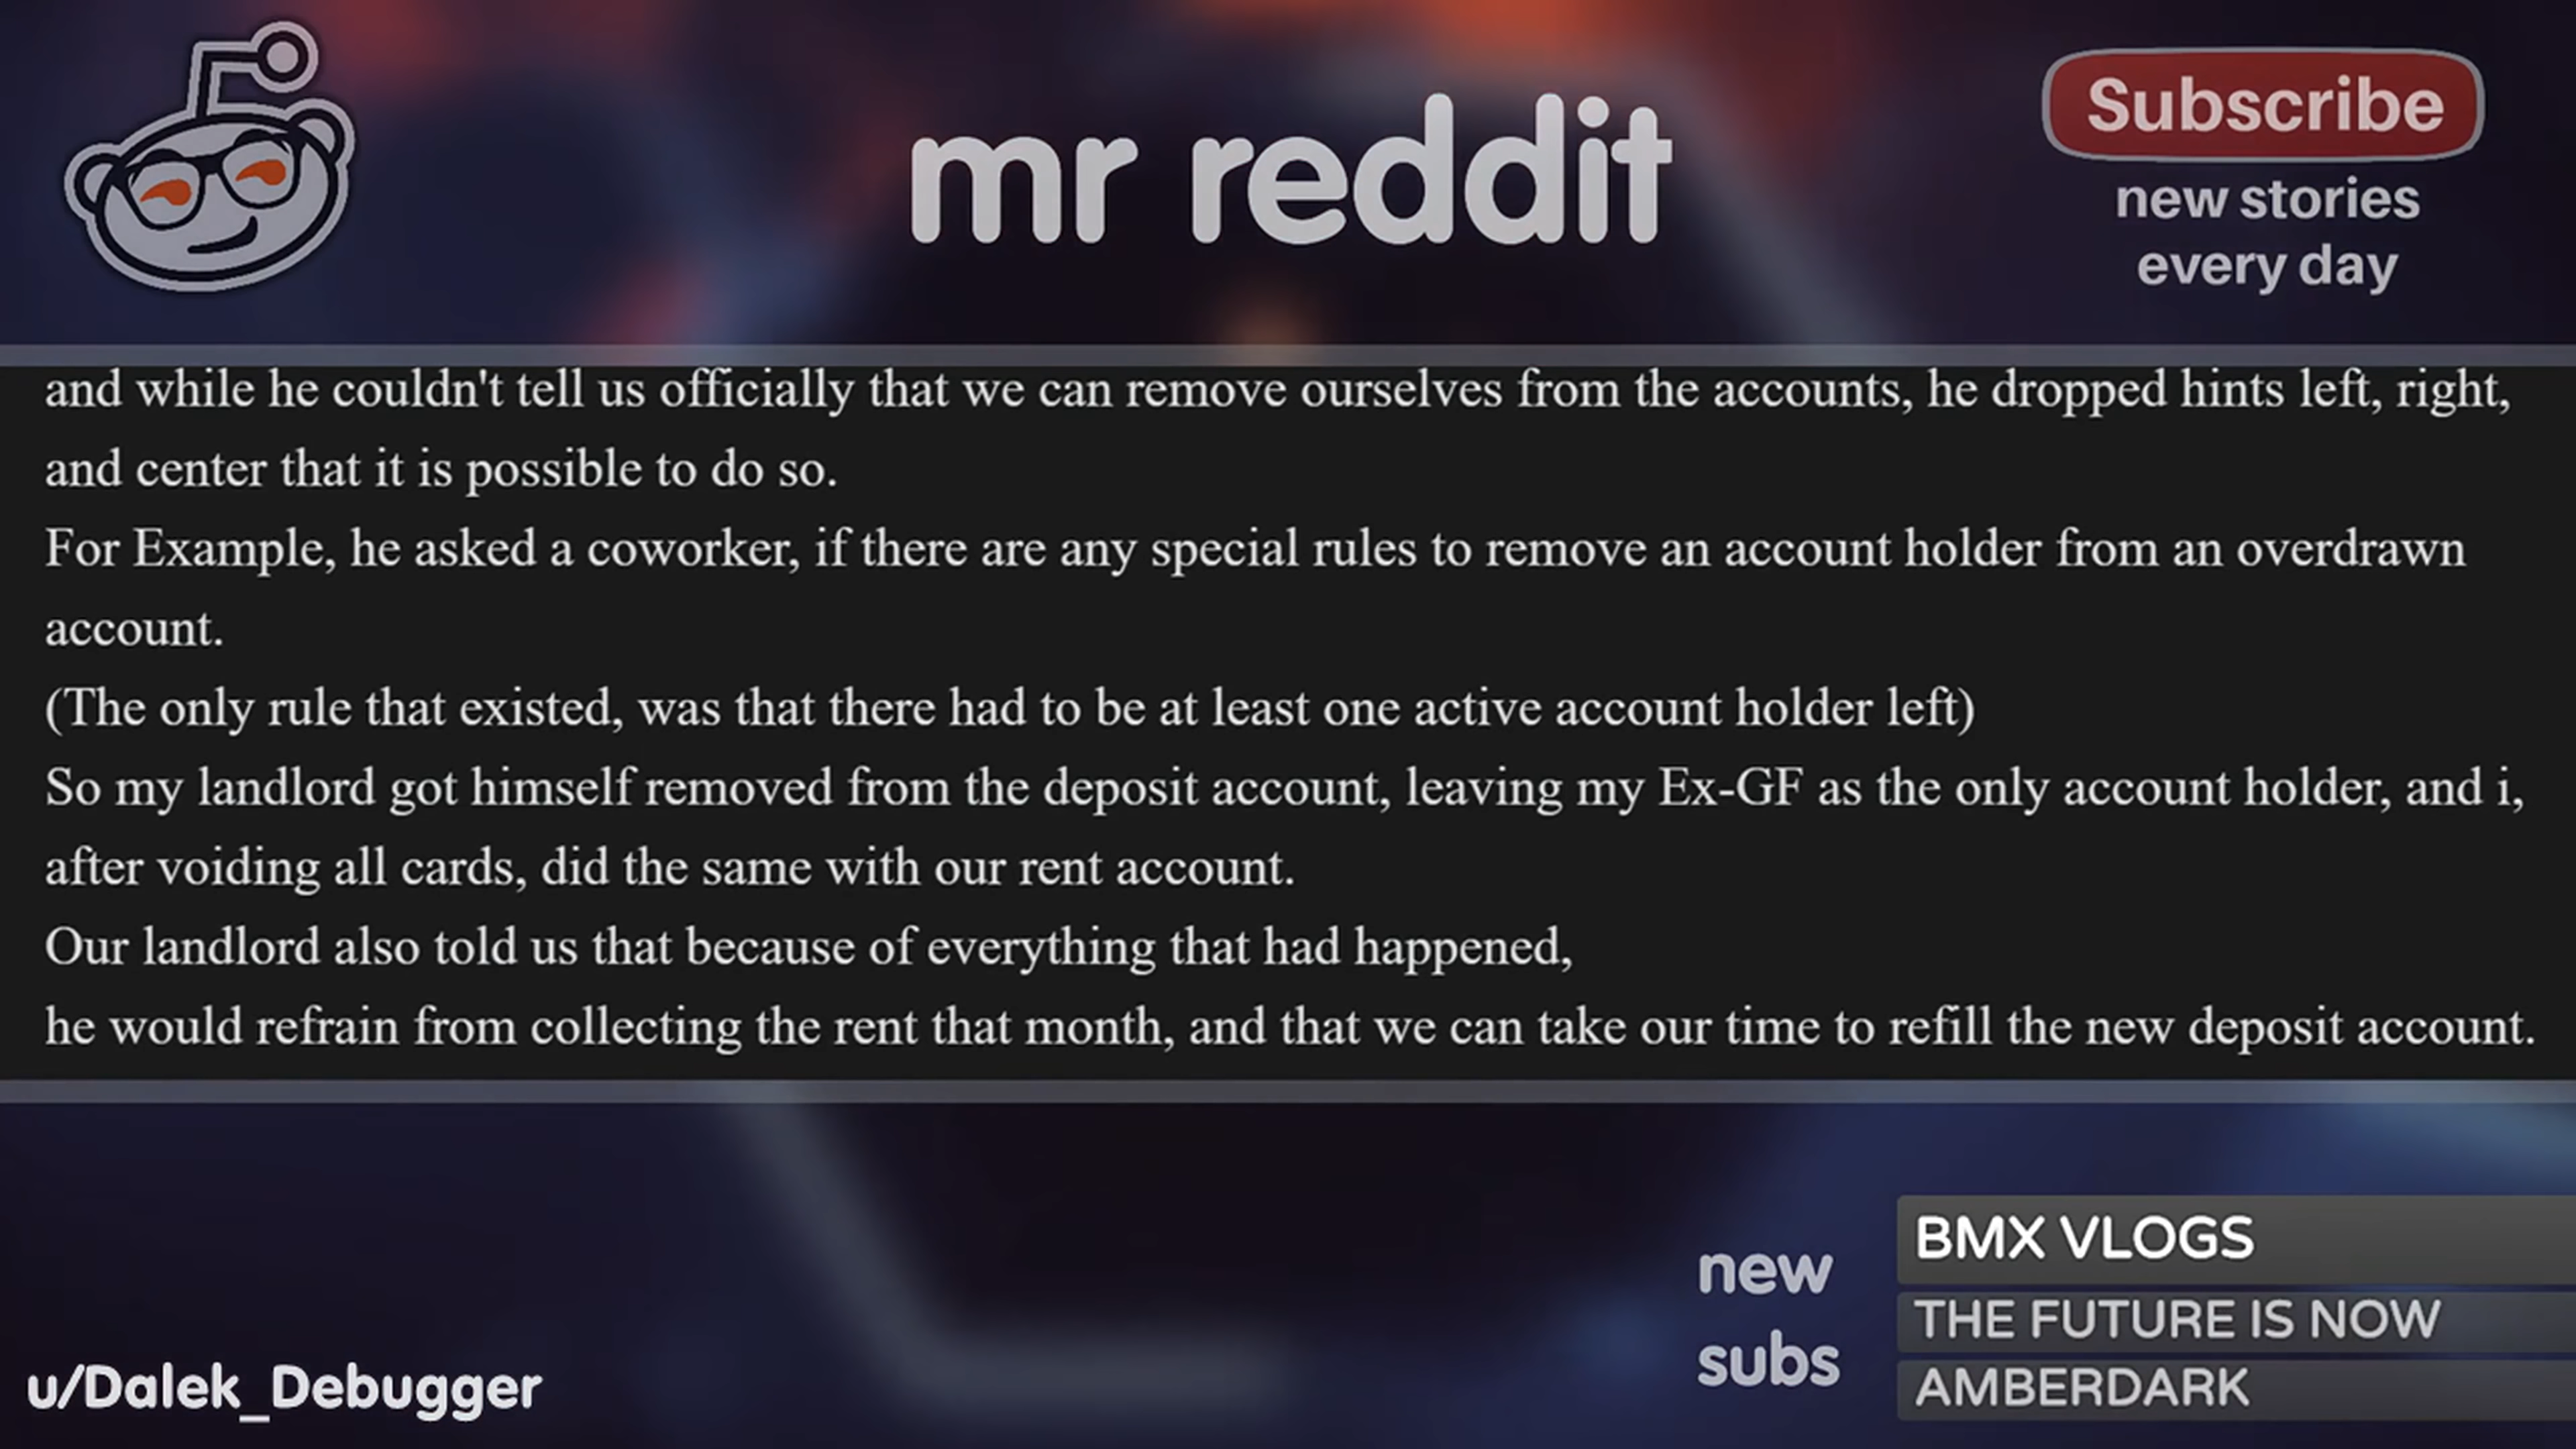 mr reddit
Subscribe
new stories
every day
and while he couldn't tell us officially that we can remove ourselves from the accounts, he dropped hints left, right,
and center that it is possible to do so.
For Example, he asked a coworker, if there are any special rules to remove an account holder from an overdrawn
account.
(The only rule that existed, was that there had to be at least one active account holder left)
So my landlord got himself removed from the deposit account, leaving my Ex-GF as the only account holder, and i,
after voiding all cards, did the same with our rent account.
Our landlord also told us that because of everything that had happened,
he would refrain from collecting the rent that month, and that we can take our time to refill the new deposit account.
u/Dalek_Debugger
new
subs
BMX VLOGS
THE FUTURE IS NOW
AMBERDARK